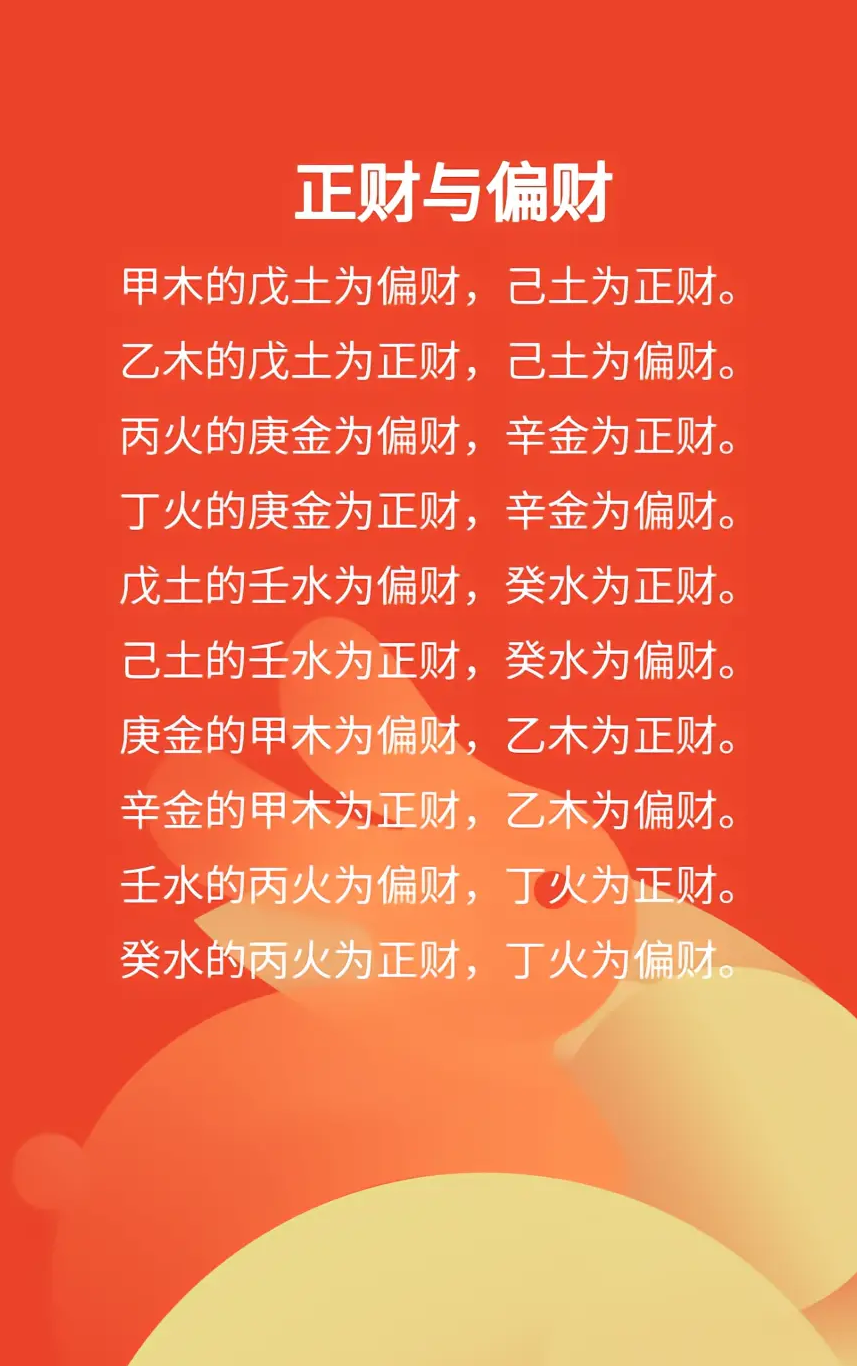 正财与偏财
甲木的戊土为偏财，己土为正财。
乙木的戊土为正财，己土为偏财。
丙火的庚金为偏财，辛金为正财。
丁火的庚金为正财，辛金为偏财。
戊土的壬水为偏财，癸水为正财。
己土的壬水为正财，癸水为偏财。
庚金的甲木为偏财，乙木为正财。
辛金的甲木为正财，乙木为偏财。
壬水的丙火为偏财，丁火为正财。
癸水的丙火为正财，丁火为偏财。